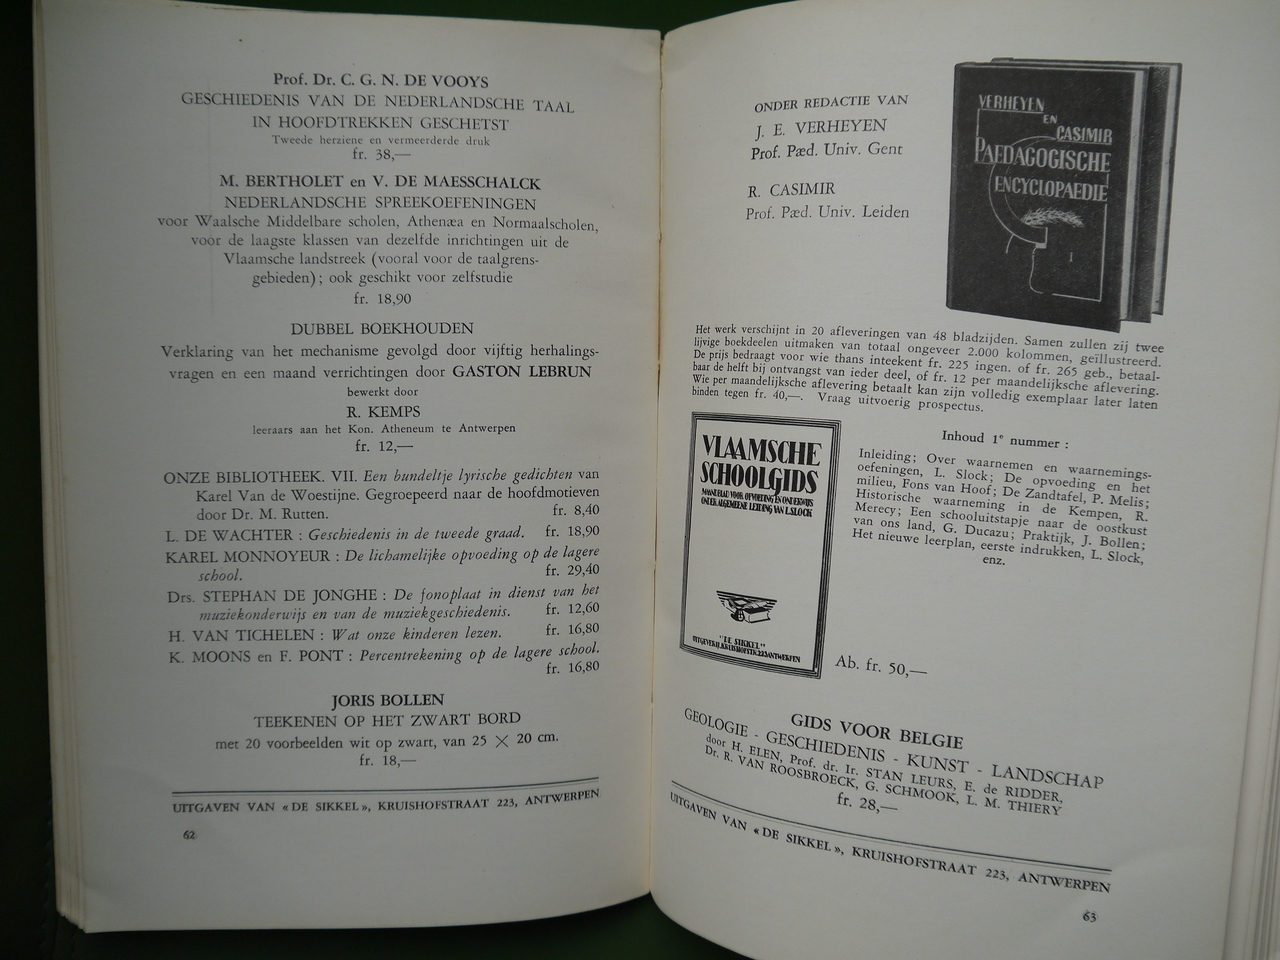 Prof. Dr. C. G. N. DE VOOYS
GESCHIEDENIS VAN DE NEDERLANDSCHE TAAL
IN HOOFDTREKKEN GESCHETST
Tweede herziene en vermeerderde druk
fr. 38,—
M. BERTHOLET en V. DE MAESSCHALCK
NEDERLANDSCHE SPREEKOEFENINGEN
voor Waalsche Middelbare scholen, Athenæa en Normaalscholen,
voor de laagste klassen van dezelfde inrichtingen uit de
Vlaamsche landstreek (vooral voor de taalgrens-
gebieden) ; ook geschikt voor zelfstudie
fr. 18,90
DUBBEL BOEKHOUDEN
Verklaring van het mechanisme gevolgd door vijftig herhalings-
vragen en een maand verrichtingen door GASTON LEBRUN
bewerkt door
R. KEMPS
leeraars aan het Kon. Atheneum te Antwerpen
fr. 12,—
ONZE BIBLIOTHEEK. VII. Een bundeltje lyrische gedichten van
Karel Van de Woestijne. Gegroepeerd naar de hoofdmotieven
door Dr. M. Rutten. fr. 8,40
L. DE WACHTER : Geschiedenis in de tweede graad. fr. 18,90
KAREL MONNOYEUR : De lichamelijke opvoeding op de lagere
school. fr. 29,40
Drs. STEPHAN DE JONGHE : De fonoplaat in dienst van het
muziekonderwijs en van de muziekgeschiedenis. fr. 12,60
H. VAN TICHELEN : Wat onze kinderen lezen. fr. 16,80
K. MOONS en F. PONT : Percentrekening op de lagere school.
fr. 16,80
JORIS BOLLEN
TEEKENEN OP HET ZWART BORD
met 20 voorbeelden wit op zwart, van 25 × 20 cm.
fr. 18,—
UITGAVEN VAN « DE SIKKEL », KRUISHOFSTRAAT 223, ANTWERPEN
62
ONDER REDACTIE VAN
J. E. VERHEYEN
Prof. Pæd. Univ. Gent
R. CASIMIR
Prof. Pæd. Univ. Leiden
VERHEYEN
EN
CASIMIR
PAEDAGOGISCHE
ENCYCLOPAEDIE
I
Het werk verschijnt in 20 afleveringen van 48 bladzijden. Samen zullen zij twee
lijvige boekdeelen uitmaken van totaal ongeveer 2.000 kolommen, geïllustreerd.
De prijs bedraagt voor wie thans inteekent fr. 225 ingen. of fr. 265 geb., betaal-
baar de helft bij ontvangst van ieder deel, of fr. 12 per maandelijksche aflevering.
Wie per maandelijksche aflevering betaalt kan zijn volledig exemplaar later laten
binden tegen fr. 40,—. Vraag uitvoerig prospectus.
VLAAMSCHE
SCHOOLGIDS
MAANDBLAD VOOR OPVOEDING EN ONDERWIJS
ONDER ALGEMEENE LEIDING VAN L. SLOCK
"DE SIKKEL"
UITGEVERIJ, KRUISHOFSTR. 223, ANTWERPEN
Inhoud 1e nummer :
Inleiding; Over waarnemen en waarnemings-
oefeningen, L. Slock; De opvoeding en het
milieu, Fons van Hoof; De Zandtafel, P. Melis;
Historische waarneming in de Kempen, R.
Merecy; Een schooluitstapje naar de oostkust
van ons land, G. Ducazu; Praktijk, J. Bollen;
Het nieuwe leerplan, eerste indrukken, L. Slock,
enz.
Ab. fr. 50,—
GIDS VOOR BELGIE
GEOLOGIE - GESCHIEDENIS - KUNST - LANDSCHAP
door H. ELEN, Prof. dr. Ir. STAN LEURS, E. de RIDDER,
Dr. R. VAN ROOSBROECK, G. SCHMOOK, L. M. THIERY
fr. 28,—
UITGAVEN VAN « DE SIKKEL », KRUISHOFSTRAAT 223, ANTWERPEN
63